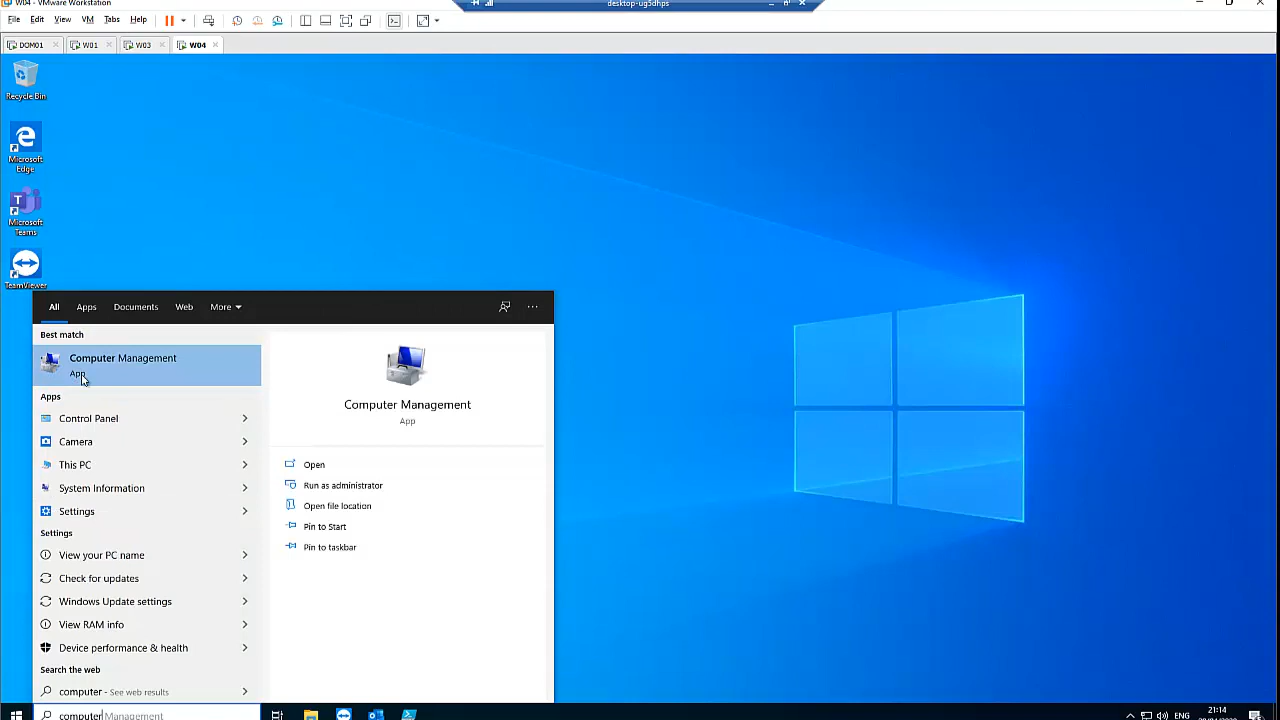 W04 - VMware Workstation
desktop-ug5dhps
File Edit View VM Tabs Help
DOM01 W01 W03 W04
Recycle Bin
Microsoft
Edge
Microsoft
Teams
TeamViewer
All Apps Documents Web More
Best match
Computer Management
App
Apps
Control Panel
Camera
This PC
System Information
Settings
Settings
View your PC name
Check for updates
Windows Update settings
View RAM info
Device performance & health
Search the web
computer - See web results
Computer Management
App
Open
Run as administrator
Open file location
Pin to Start
Pin to taskbar
computer Management
ENG
21:14